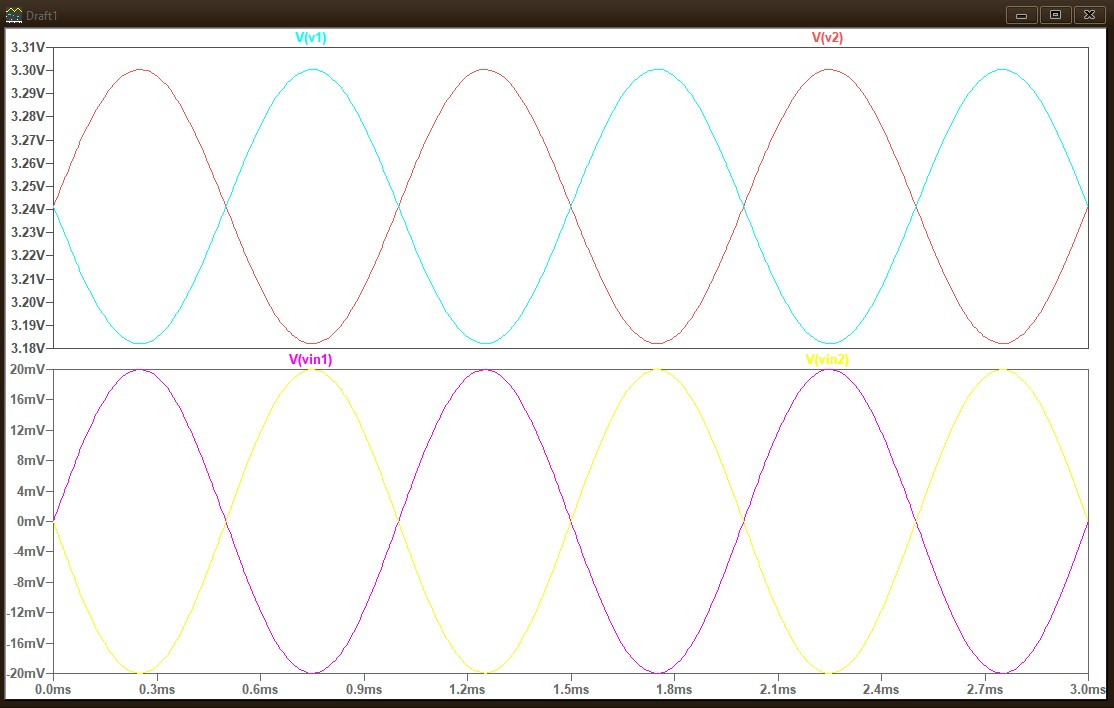 Draft1
V(v1) V(v2)
3.31V
3.30V
3.29V
3.28V
3.27V
3.26V
3.25V
3.24V
3.23V
3.22V
3.21V
3.20V
3.19V
3.18V
V(vin1) V(vin2)
20mV
16mV
12mV
8mV
4mV
0mV
-4mV
-8mV
-12mV
-16mV
-20mV
0.0ms 0.3ms 0.6ms 0.9ms 1.2ms 1.5ms 1.8ms 2.1ms 2.4ms 2.7ms 3.0ms